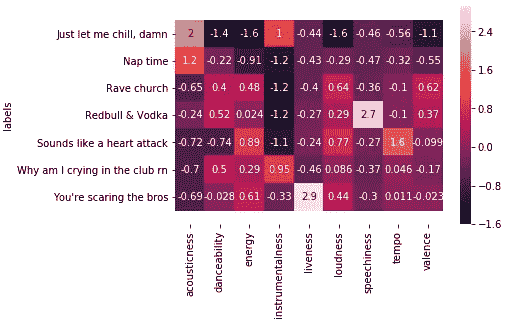 labels
Just let me chill, damn 2 -1.4 -1.6 1 -0.44 -1.6 -0.46 -0.56 -1.1
Nap time 1.2 -0.22 -0.91 -1.2 -0.43 -0.29 -0.47 -0.32 -0.55
Rave church -0.65 0.4 0.48 -1.2 -0.4 0.64 -0.36 -0.1 0.62
Redbull & Vodka -0.24 0.52 0.024 -1.2 -0.27 0.29 2.7 -0.1 0.37
Sounds like a heart attack -0.72 -0.74 0.89 -1.1 -0.24 0.77 -0.27 1.6 -0.099
Why am I crying in the club rn -0.7 0.5 0.29 0.95 -0.46 0.086 -0.37 0.046 -0.17
You're scaring the bros -0.69 -0.028 0.61 -0.33 2.9 0.44 -0.3 0.011 -0.023
acousticness
danceability
energy
instrumentalness
liveness
loudness
speechiness
tempo
valence
2.4
1.6
0.8
0.0
-0.8
-1.6